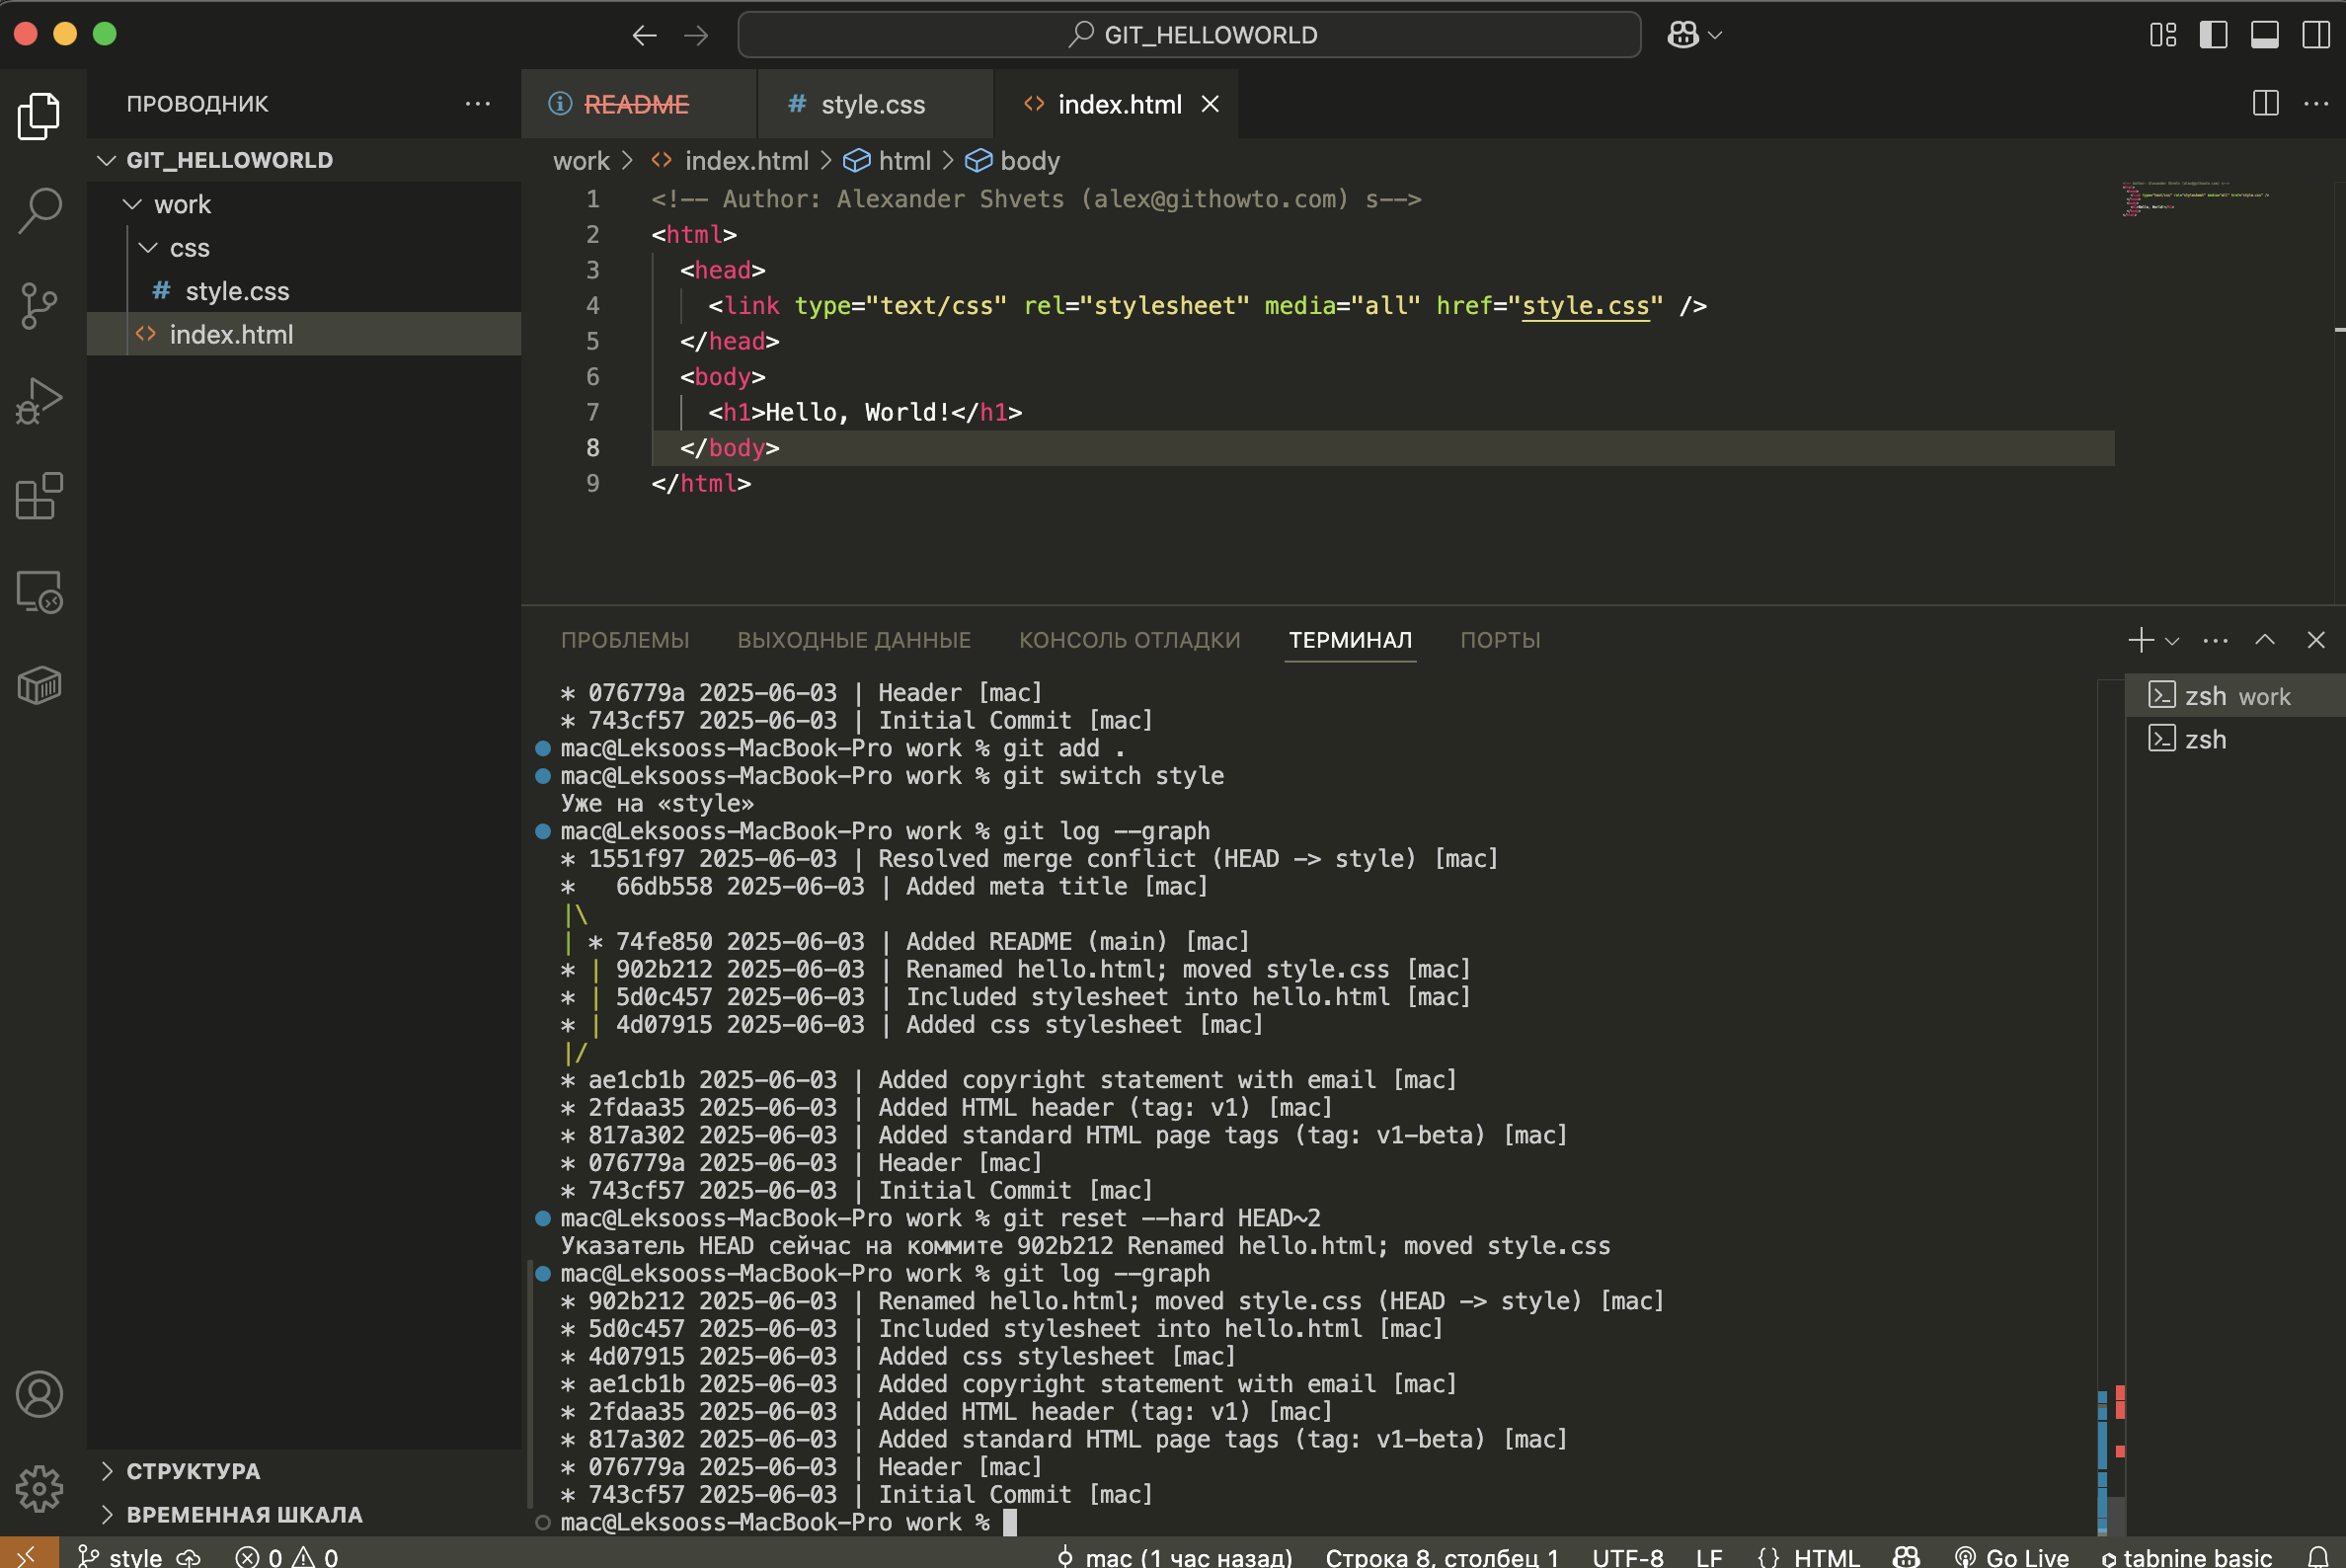 GIT_HELLOWORLD
ПРОВОДНИК
GIT_HELLOWORLD
work
css
# style.css
<> index.html
СТРУКТУРА
ВРЕМЕННАЯ ШКАЛА
README
# style.css
<> index.html
work > <> index.html > html > body
1 <!-- Author: Alexander Shvets (alex@githowto.com) s-->
2 <html>
3 <head>
4 <link type="text/css" rel="stylesheet" media="all" href="style.css" />
5 </head>
6 <body>
7 <h1>Hello, World!</h1>
8 </body>
9 </html>
ПРОБЛЕМЫ ВЫХОДНЫЕ ДАННЫЕ КОНСОЛЬ ОТЛАДКИ ТЕРМИНАЛ ПОРТЫ
* 076779a 2025-06-03 | Header [mac]
* 743cf57 2025-06-03 | Initial Commit [mac]
mac@Leksooss-MacBook-Pro work % git add .
mac@Leksooss-MacBook-Pro work % git switch style
Уже на «style»
mac@Leksooss-MacBook-Pro work % git log --graph
* 1551f97 2025-06-03 | Resolved merge conflict (HEAD -> style) [mac]
*   66db558 2025-06-03 | Added meta title [mac]
|\
| * 74fe850 2025-06-03 | Added README (main) [mac]
* | 902b212 2025-06-03 | Renamed hello.html; moved style.css [mac]
* | 5d0c457 2025-06-03 | Included stylesheet into hello.html [mac]
* | 4d07915 2025-06-03 | Added css stylesheet [mac]
|/
* ae1cb1b 2025-06-03 | Added copyright statement with email [mac]
* 2fdaa35 2025-06-03 | Added HTML header (tag: v1) [mac]
* 817a302 2025-06-03 | Added standard HTML page tags (tag: v1-beta) [mac]
* 076779a 2025-06-03 | Header [mac]
* 743cf57 2025-06-03 | Initial Commit [mac]
mac@Leksooss-MacBook-Pro work % git reset --hard HEAD~2
Указатель HEAD сейчас на коммите 902b212 Renamed hello.html; moved style.css
mac@Leksooss-MacBook-Pro work % git log --graph
* 902b212 2025-06-03 | Renamed hello.html; moved style.css (HEAD -> style) [mac]
* 5d0c457 2025-06-03 | Included stylesheet into hello.html [mac]
* 4d07915 2025-06-03 | Added css stylesheet [mac]
* ae1cb1b 2025-06-03 | Added copyright statement with email [mac]
* 2fdaa35 2025-06-03 | Added HTML header (tag: v1) [mac]
* 817a302 2025-06-03 | Added standard HTML page tags (tag: v1-beta) [mac]
* 076779a 2025-06-03 | Header [mac]
* 743cf57 2025-06-03 | Initial Commit [mac]
mac@Leksooss-MacBook-Pro work %
zsh work
zsh
style 0 0 mac (1 час назад) Строка 8, столбец 1 UTF-8 LF {} HTML Go Live tabnine basic